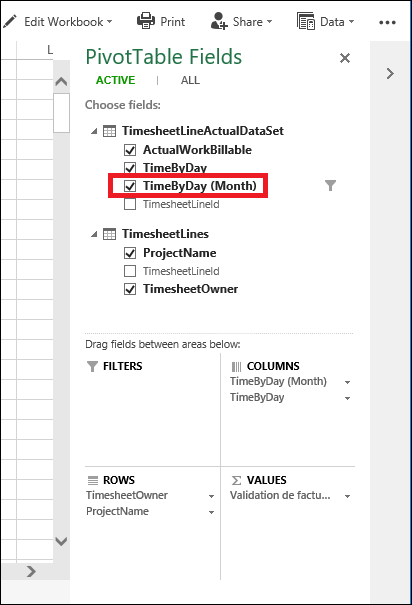 Edit Workbook Print Share Data
L
PivotTable Fields
ACTIVE | ALL
Choose fields:
TimesheetLineActualDataSet
ActualWorkBillable
TimeByDay
TimeByDay (Month)
TimesheetLineId
TimesheetLines
ProjectName
TimesheetLineId
TimesheetOwner
Drag fields between areas below:
FILTERS
COLUMNS
TimeByDay (Month)
TimeByDay
ROWS
TimesheetOwner
ProjectName
VALUES
Validation de factu...